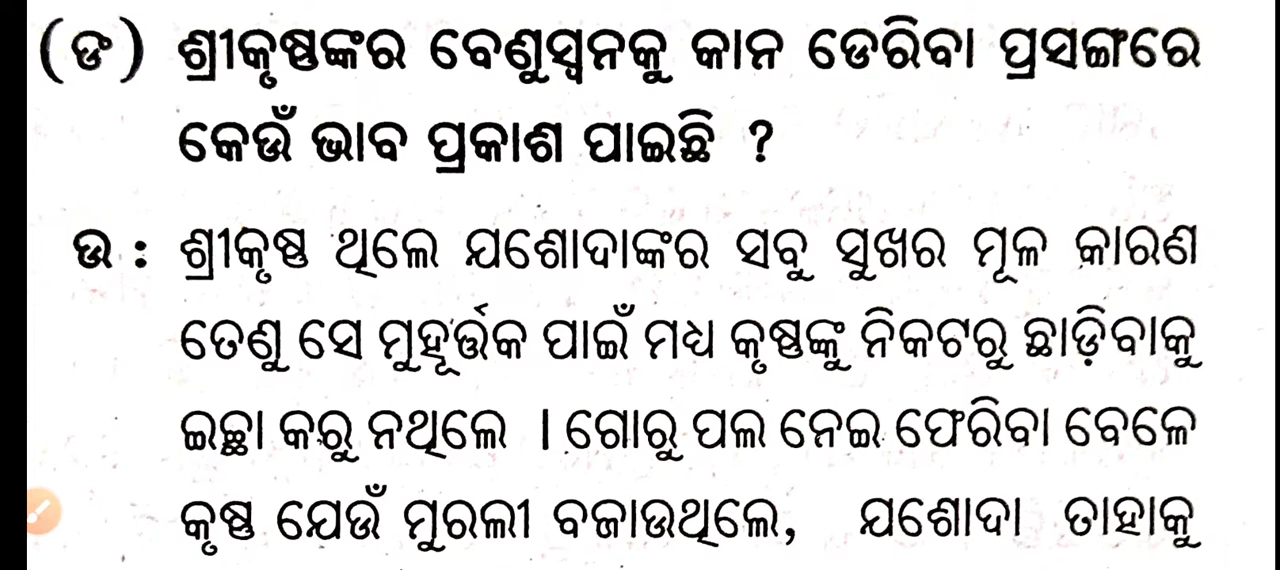 (ଙ) ଶ୍ରୀକୃଷ୍ଣଙ୍କର ବେଣୁସ୍ୱନକୁ କାନ ଡେରିବା ପ୍ରସଙ୍ଗରେ
କେଉଁ ଭାବ ପ୍ରକାଶ ପାଇଛି ?
ଉ : ଶ୍ରୀକୃଷ୍ଣ ଥିଲେ ଯଶୋଦାଙ୍କର ସବୁ ସୁଖର ମୂଳ କାରଣ
ତେଣୁ ସେ ମୁହୂର୍ତ୍ତକ ପାଇଁ ମଧ୍ୟ କୃଷ୍ଣଙ୍କୁ ନିକଟରୁ ଛାଡ଼ିବାକୁ
ଇଚ୍ଛା କରୁ ନଥିଲେ । ଗୋରୁ ପଲ ନେଇ ଫେରିବା ବେଳେ
କୃଷ୍ଣ ଯେଉଁ ମୁରଲୀ ବଜାଉଥିଲେ, ଯଶୋଦା ତାହାକୁ